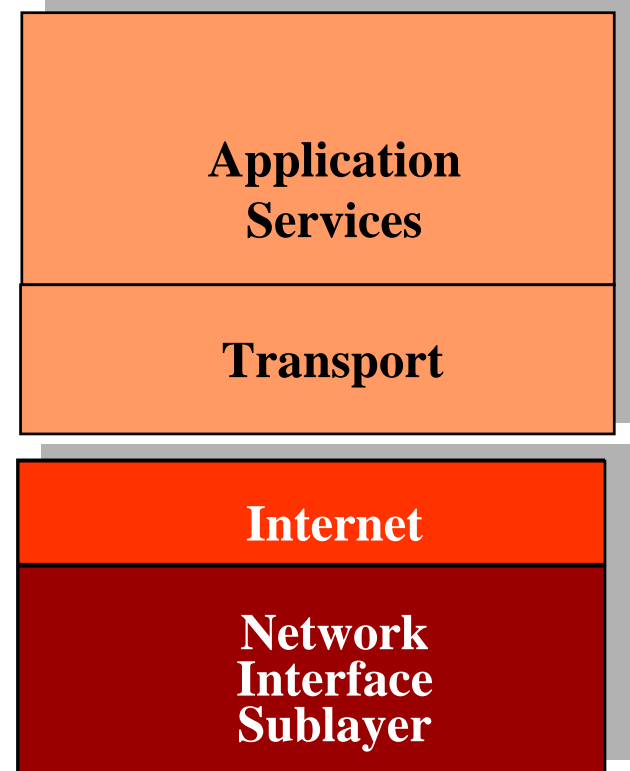 Application
Services
Transport
Internet
Network
Interface
Sublayer